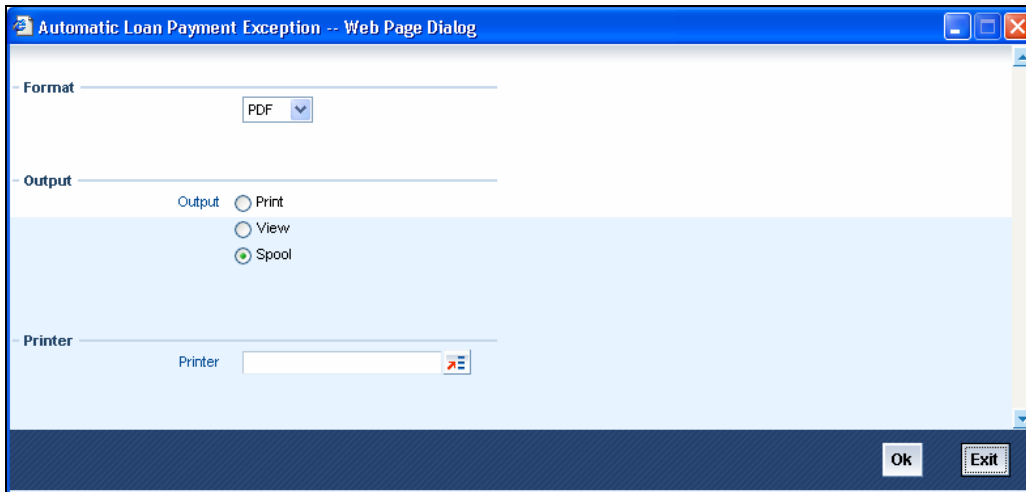 Automatic Loan Payment Exception -- Web Page Dialog
Format
PDF
Output
Output Print
View
Spool
Printer
Printer
Ok Exit